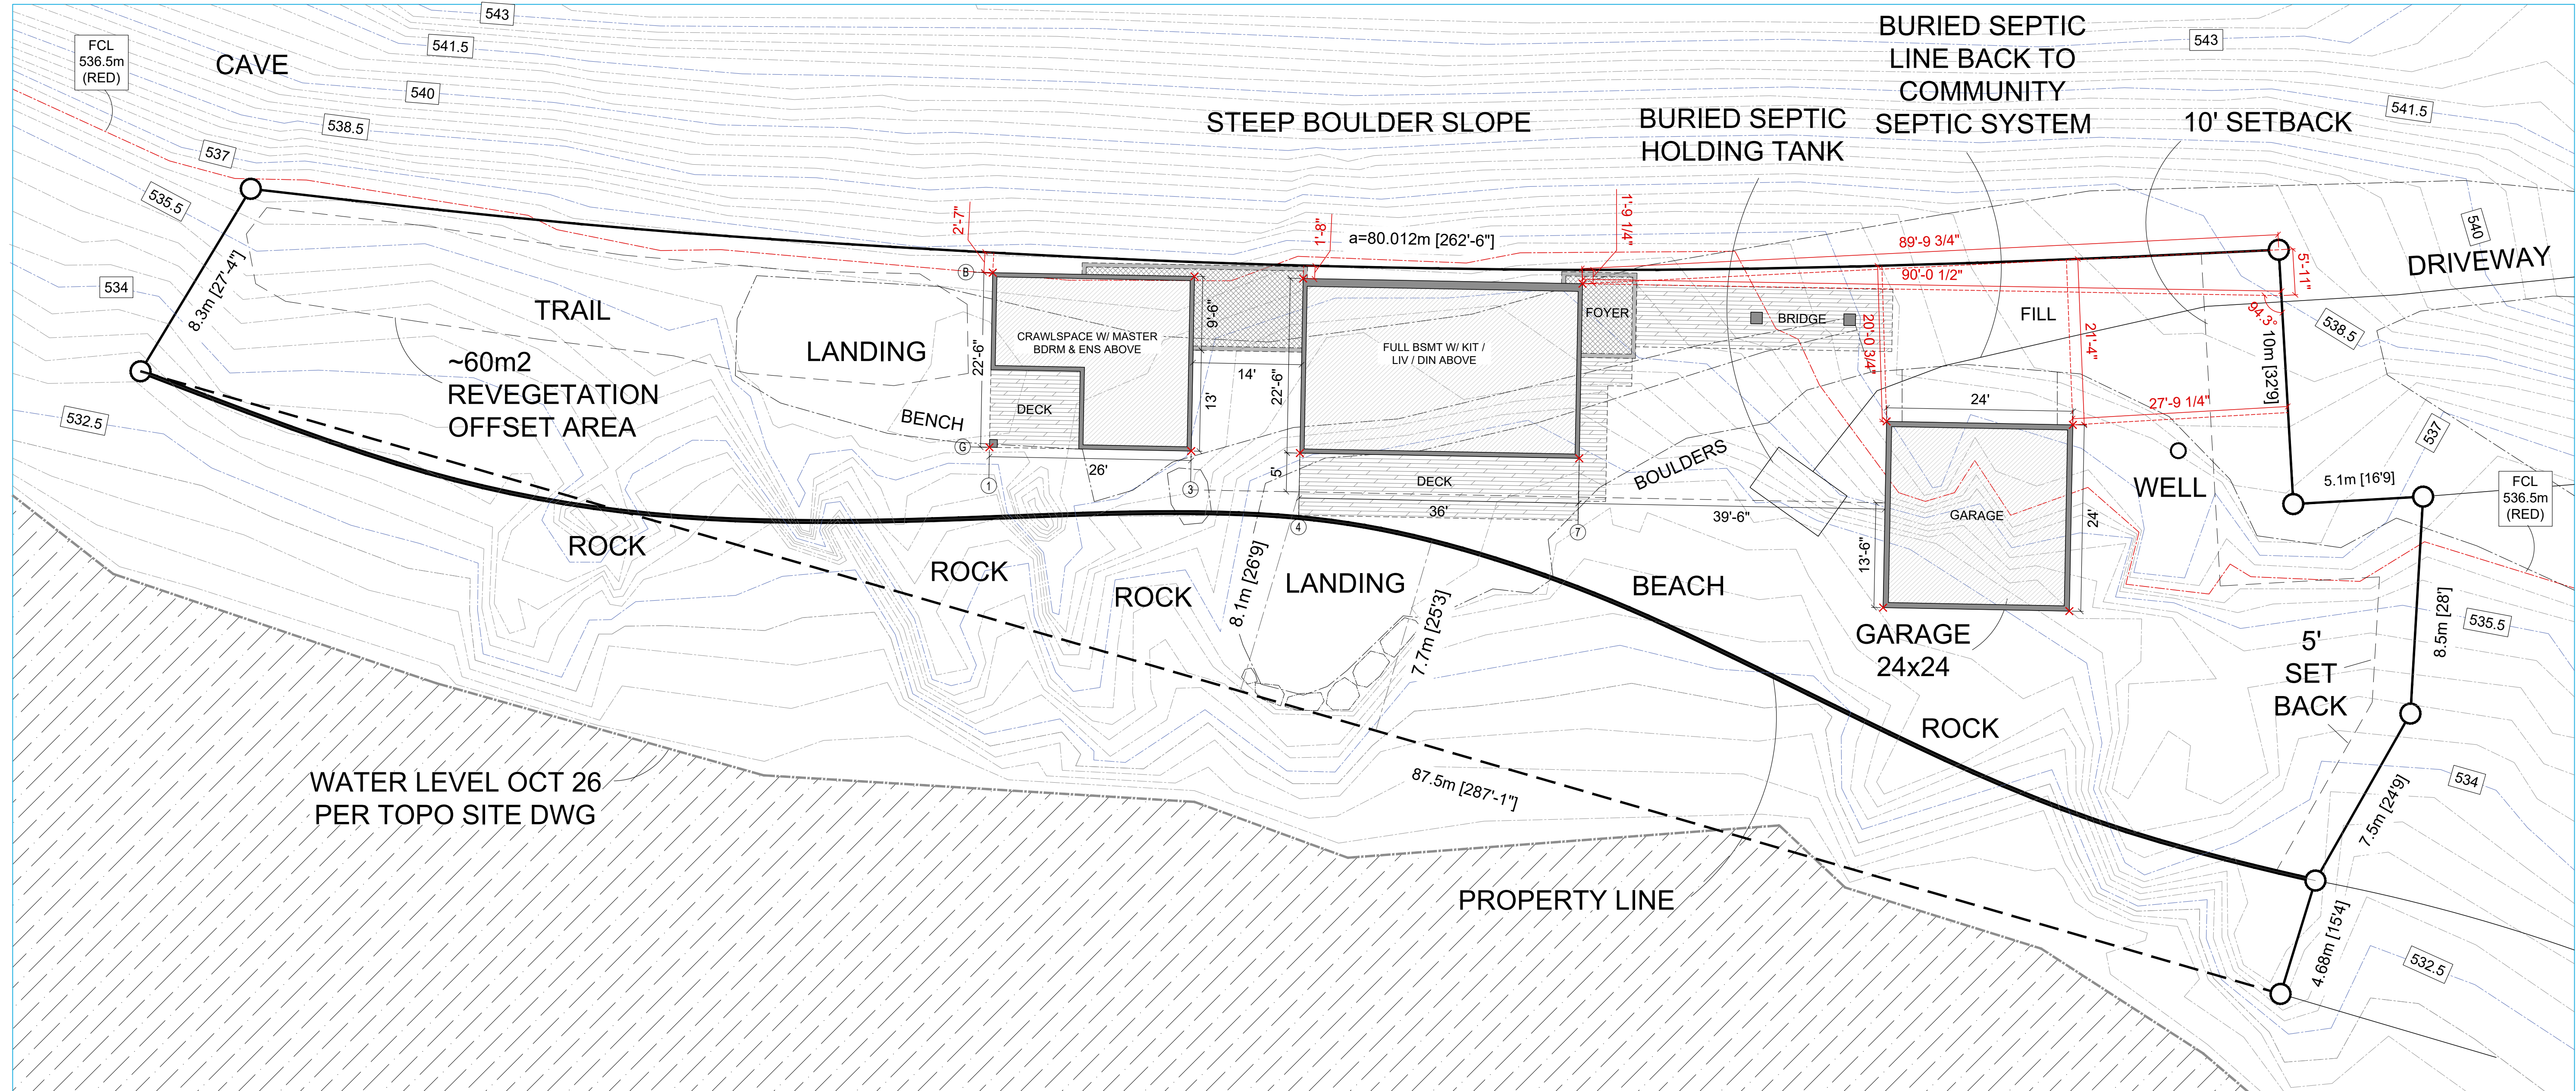 543
541.5
540
538.5
537
535.5
534
532.5
FCL
536.5m
(RED)
CAVE
STEEP BOULDER SLOPE
BURIED SEPTIC
HOLDING TANK
BURIED SEPTIC
LINE BACK TO
COMMUNITY
SEPTIC SYSTEM
10' SETBACK
543
541.5
540
DRIVEWAY
538.5
537
8.3m [27'-4"]
TRAIL
~60m2
REVEGETATION
OFFSET AREA
LANDING
BENCH
2'-7"
1'-8"
1'-9 1/4"
a=80.012m [262'-6"]
89'-9 3/4"
90'-0 1/2"
5'-11"
94.3°
10m [32'9]
B
G
1
3
4
7
22'-6"
CRAWLSPACE W/ MASTER
BDRM & ENS ABOVE
DECK
26'
9'-6"
13'
14'
22'-6"
5'
FULL BSMT W/ KIT /
LIV / DIN ABOVE
DECK
36'
FOYER
BRIDGE
FILL
20'-0 3/4"
21'-4"
27'-9 1/4"
24'
24'
GARAGE
13'-6"
39'-6"
BOULDERS
WELL
5.1m [16'9]
FCL
536.5m
(RED)
ROCK
ROCK
ROCK
8.1m [26'9]
LANDING
7.7m [25'3]
BEACH
GARAGE
24x24
ROCK
5'
SET
BACK
8.5m [28']
535.5
534
7.5m [24'9]
532.5
4.68m [15'4]
87.5m [287'-1"]
WATER LEVEL OCT 26
PER TOPO SITE DWG
PROPERTY LINE